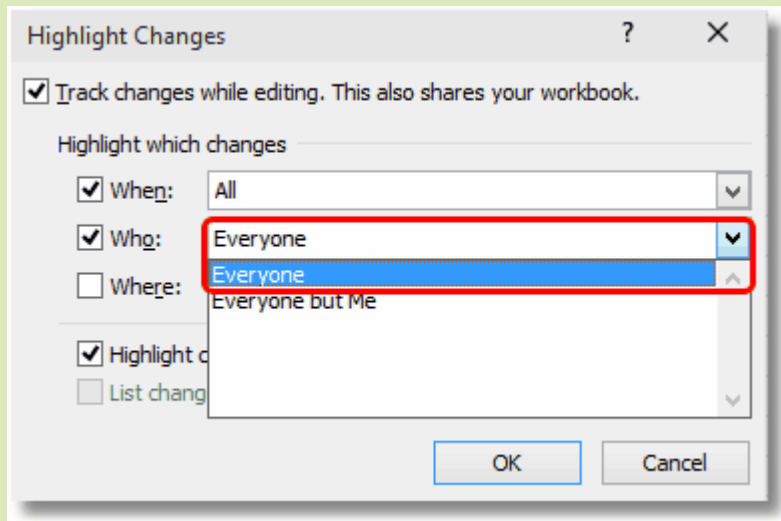 Highlight Changes ?
Track changes while editing. This also shares your workbook.
Highlight which changes
When: All
Who: Everyone
Everyone
Where:
Everyone but Me
Highlight
List
OK Cancel